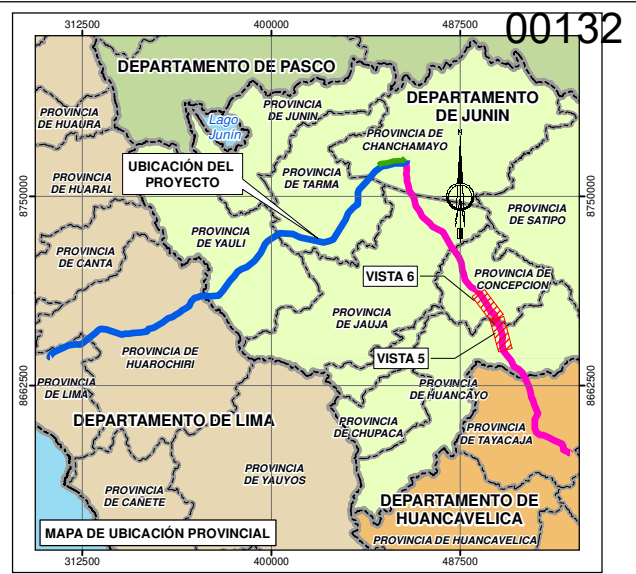 00132
312500
400000
487500
DEPARTAMENTO DE PASCO
PROVINCIA
DE HUAURA
Lago
Junín
PROVINCIA
DE JUNIN
DEPARTAMENTO
DE JUNIN
PROVINCIA DE
CHANCHAMAYO
PROVINCIA
DE HUARAL
UBICACIÓN DEL
PROYECTO
PROVINCIA
DE TARMA
8750000
8750000
PROVINCIA
DE SATIPO
PROVINCIA
DE YAULI
PROVINCIA
DE CANTA
VISTA 6
PROVINCIA DE
CONCEPCION
PROVINCIA
DE JAUJA
PROVINCIA DE
HUAROCHIRI
VISTA 5
PROVINCIA
DE LIMA
8662500
8662500
PROVINCIA
DE HUANCAYO
DEPARTAMENTO DE LIMA
PROVINCIA
DE CHUPACA
PROVINCIA
DE TAYACAJA
PROVINCIA
DE YAUYOS
PROVINCIA
DE CAÑETE
DEPARTAMENTO DE
HUANCAVELICA
MAPA DE UBICACIÓN PROVINCIAL
PROVINCIA DE HUANCAVELICA
312500
400000
487500